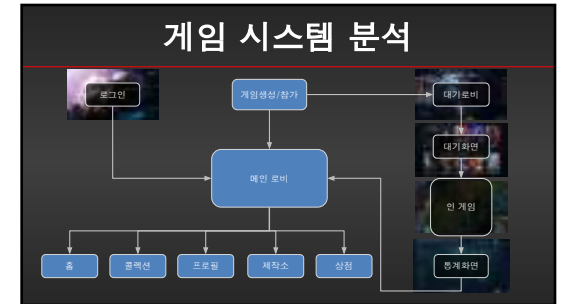 게임 시스템 분석
로그인
게임생성/참가
대기로비
대기화면
메인 로비
인 게임
홈
콜렉션
프로필
제작소
상점
통계화면